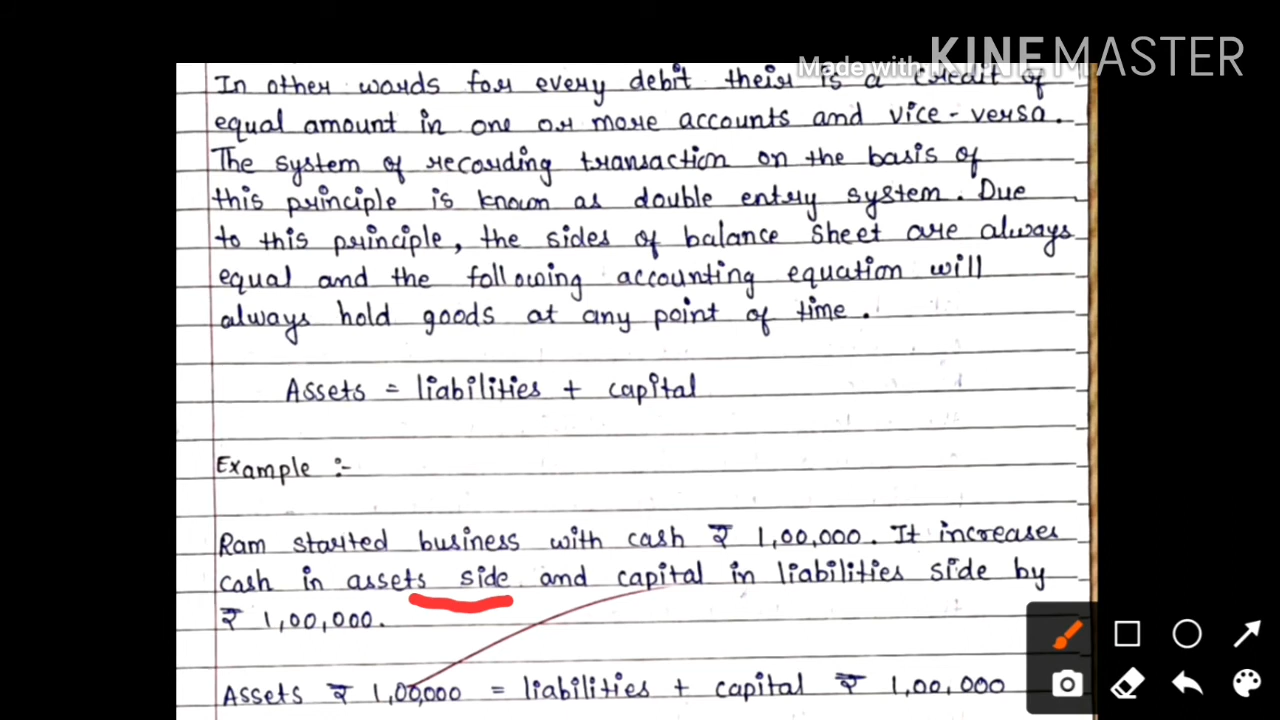 Made with KINEMASTER
In other words for every debit their is a credit of
equal amount in one or more accounts and vice-versa.
The system of recording transaction on the basis of
this principle is known as double entry system. Due
to this principle, the sides of balance sheet are always
equal and the following accounting equation will
always hold goods at any point of time.
Assets = liabilities + capital
Example :-
Ram started business with cash ₹ 1,00,000. It increases
cash in assets side and capital in liabilities side by
₹ 1,00,000.
Assets ₹ 1,00,000 = liabilities + capital ₹ 1,00,000